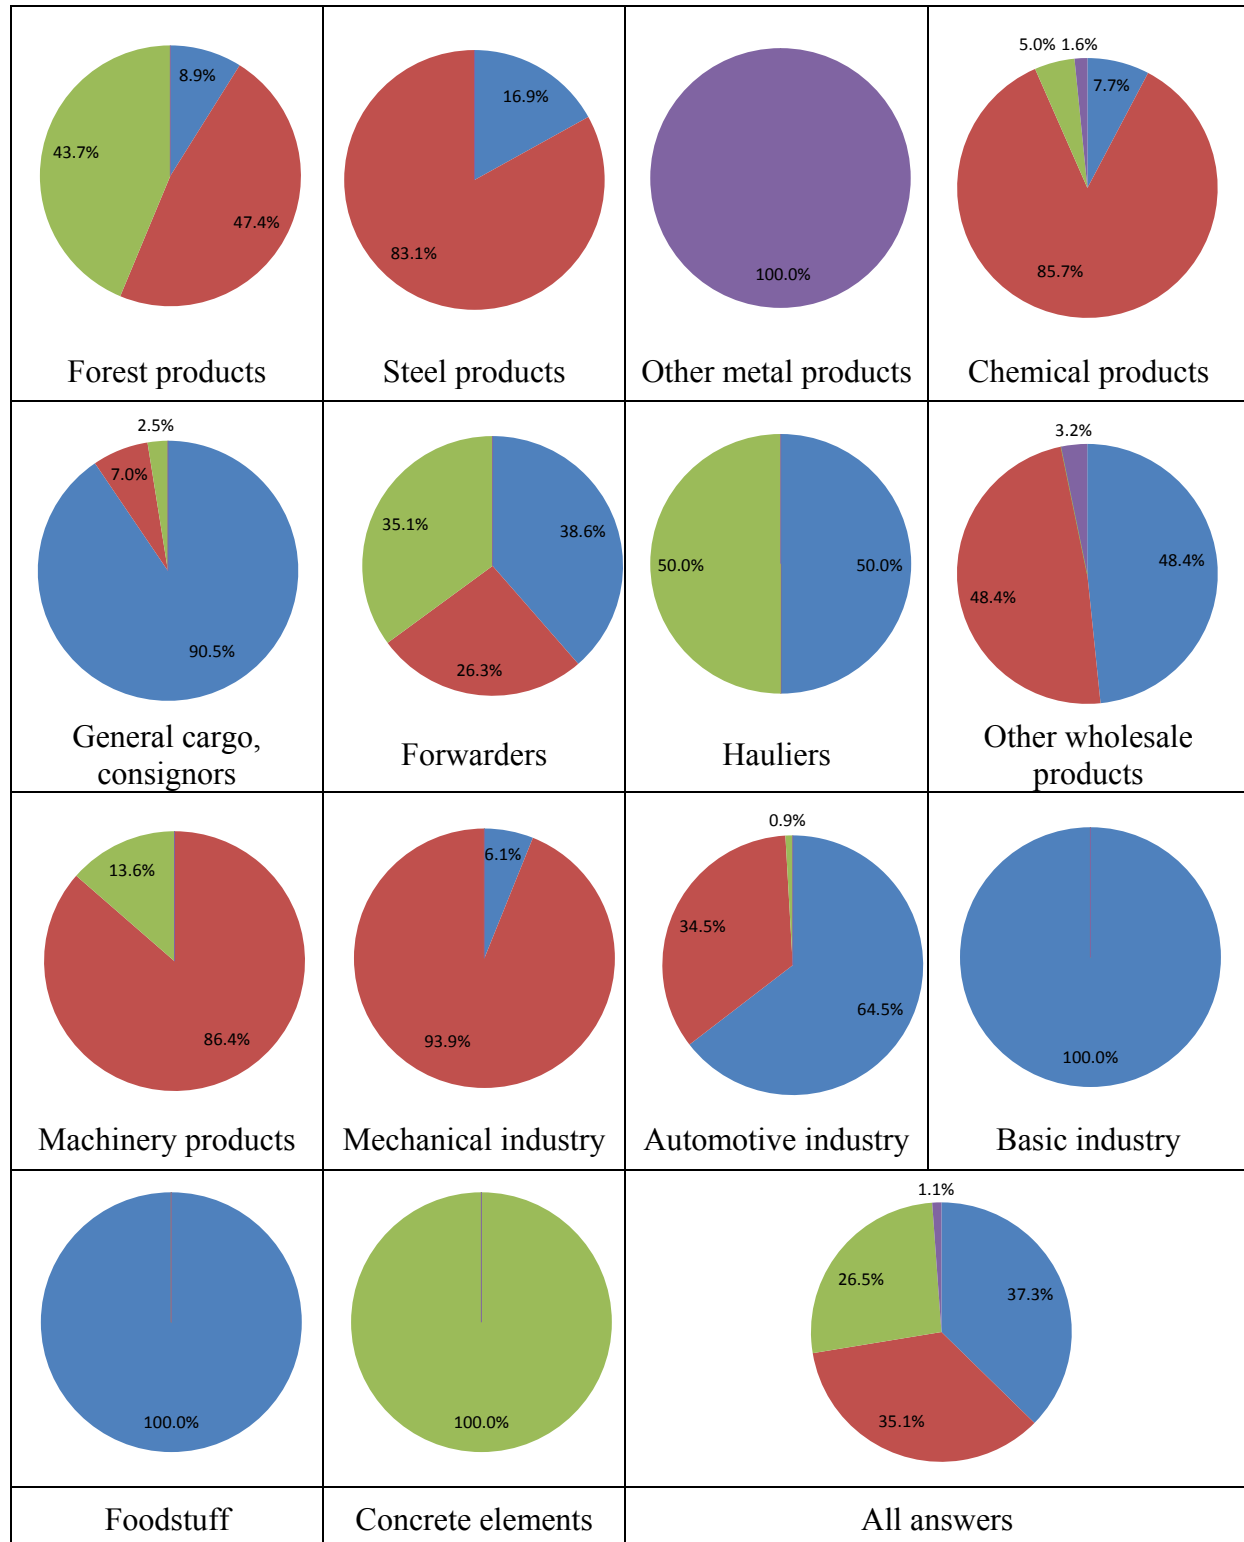 8.9%
43.7%
47.4%
Forest products
16.9%
83.1%
Steel products
100.0%
Other metal products
5.0% 1.6%
7.7%
85.7%
Chemical products
2.5%
7.0%
90.5%
General cargo,
consignors
35.1%
38.6%
26.3%
Forwarders
50.0%
50.0%
Hauliers
3.2%
48.4%
48.4%
Other wholesale
products
13.6%
86.4%
Machinery products
6.1%
93.9%
Mechanical industry
0.9%
34.5%
64.5%
Automotive industry
100.0%
Basic industry
100.0%
Foodstuff
100.0%
Concrete elements
1.1%
26.5%
37.3%
35.1%
All answers